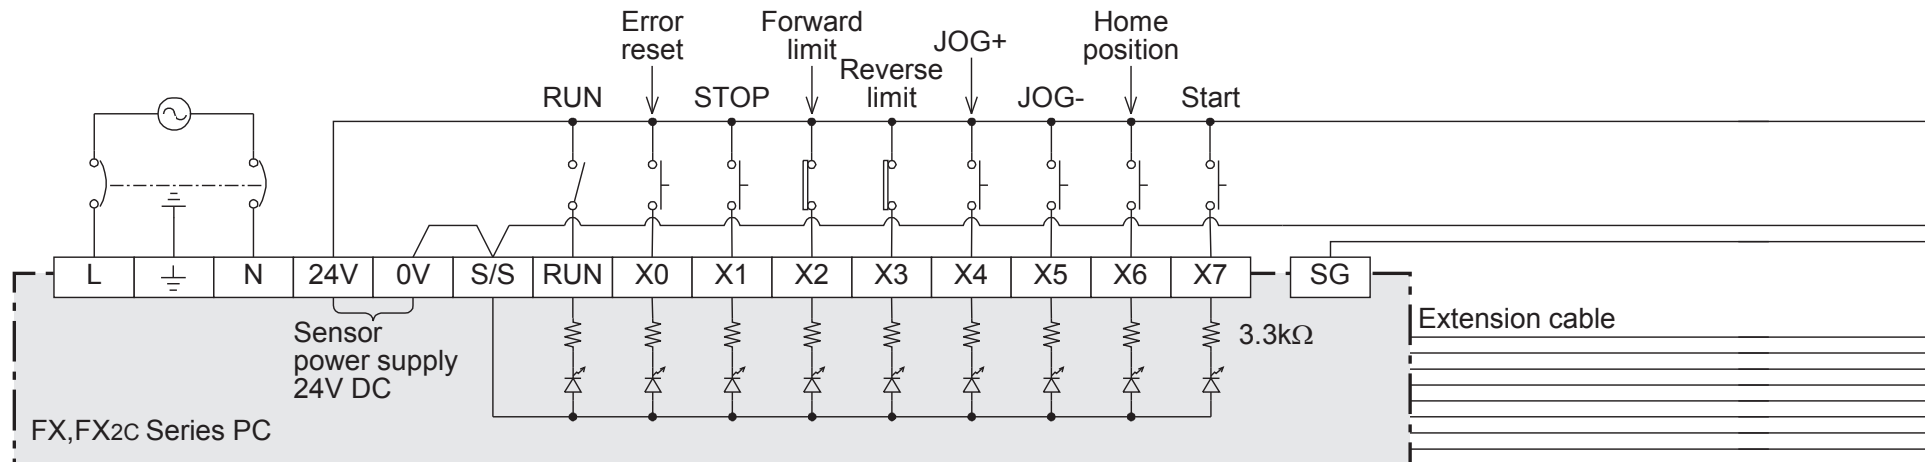 Error
reset
Forward
limit
JOG+
Home
position
RUN
STOP
Reverse
limit
JOG-
Start
L
N
24V
0V
S/S
RUN
X0
X1
X2
X3
X4
X5
X6
X7
SG
Sensor
power supply
24V DC
3.3kΩ
Extension cable
FX,FX2C Series PC